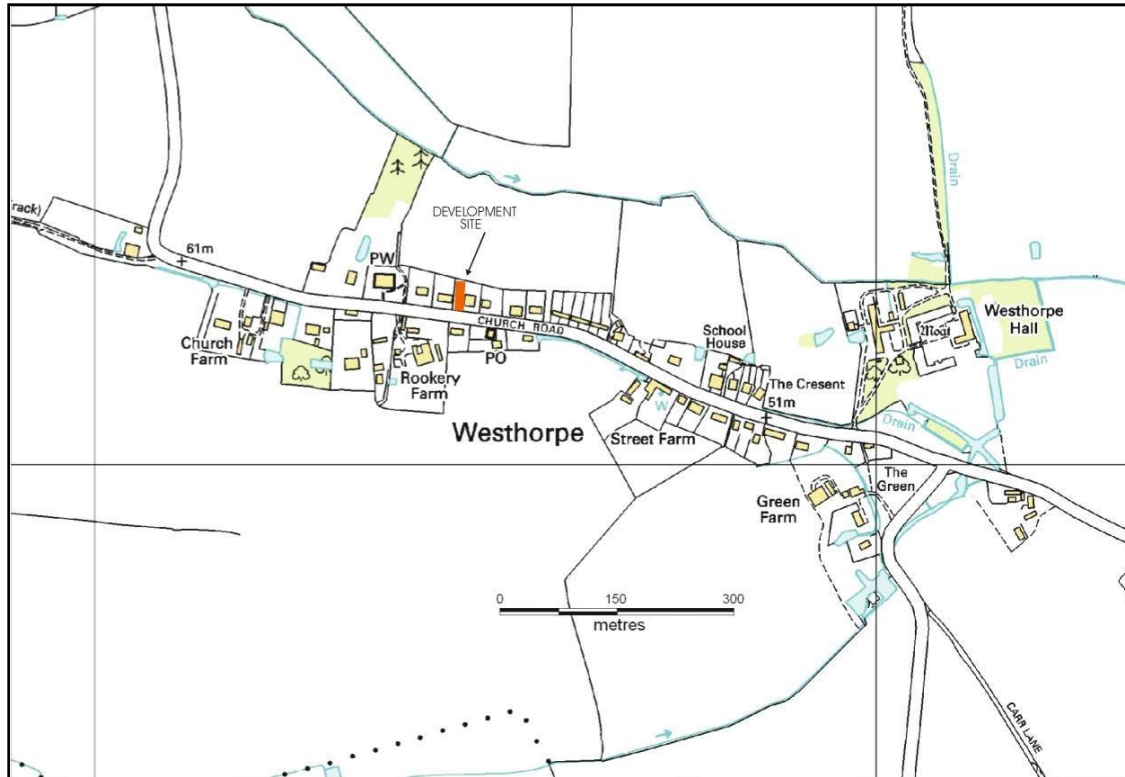 Drain
Track)
DEVELOPMENT
SITE
61m
PW
CHURCH ROAD
Church
Farm
PO
Rookery
Farm
School
House
Westhorpe
Hall
Moat
Drain
The Cresent
51m
Westhorpe
W
Street Farm
Drain
The
Green
Green
Farm
0 150 300
metres
CARR LANE